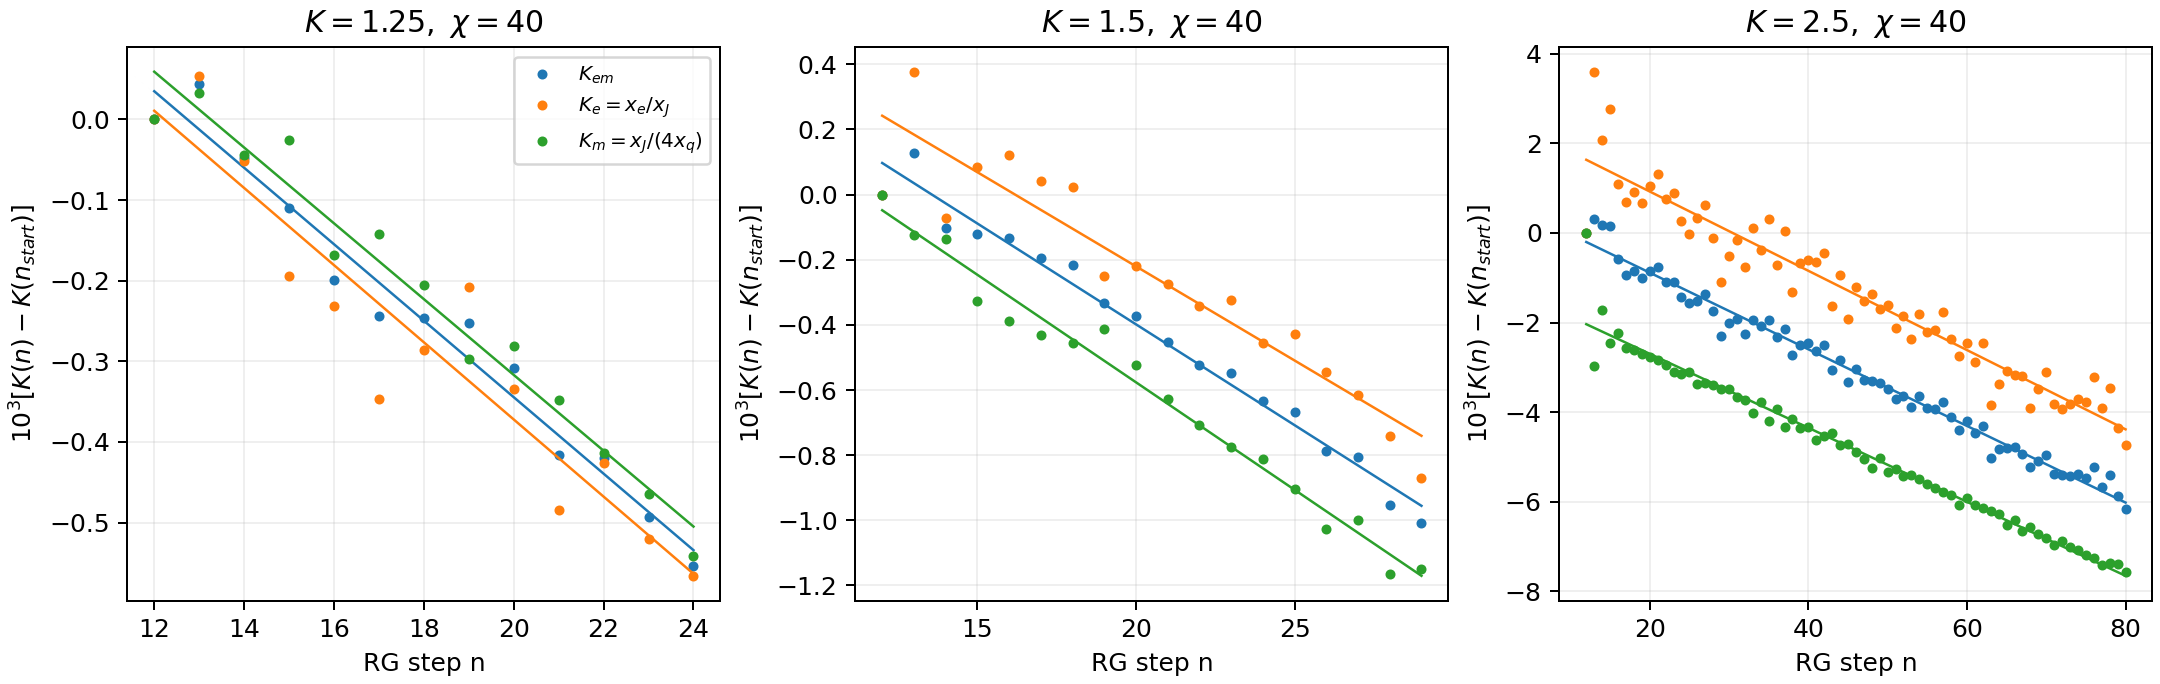 K = 1.25, χ = 40
10³[K(n) − K(n_start)]
0.0
−0.1
−0.2
−0.3
−0.4
−0.5
K_em
K_e = x_e/x_J
K_m = x_J/(4x_q)
12 14 16 18 20 22 24
RG step n
K = 1.5, χ = 40
10³[K(n) − K(n_start)]
0.4
0.2
0.0
−0.2
−0.4
−0.6
−0.8
−1.0
−1.2
15 20 25
RG step n
K = 2.5, χ = 40
10³[K(n) − K(n_start)]
4
2
0
−2
−4
−6
−8
20 40 60 80
RG step n